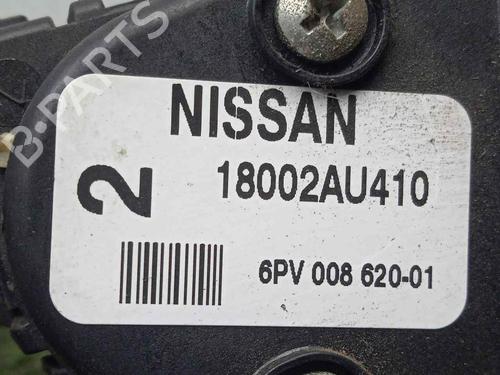 B-PARTS
NISSAN
2
18002AU410
6PV 008 620-01